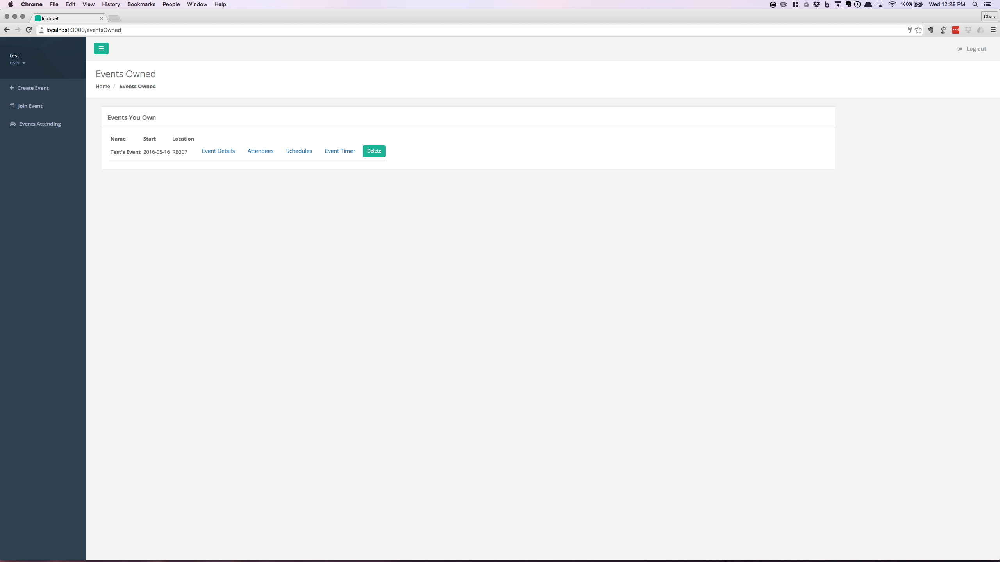 Chrome File Edit View History Bookmarks People Window Help 4 100% Wed 12:28 PM
IntroNet Chas
localhost:3000/eventsOwned
test
user
Log out
Events Owned
Home / Events Owned
Create Event
Join Event
Events Attending
Events You Own
Name Start Location
Test's Event 2016-05-16 RB307 Event Details Attendees Schedules Event Timer Delete